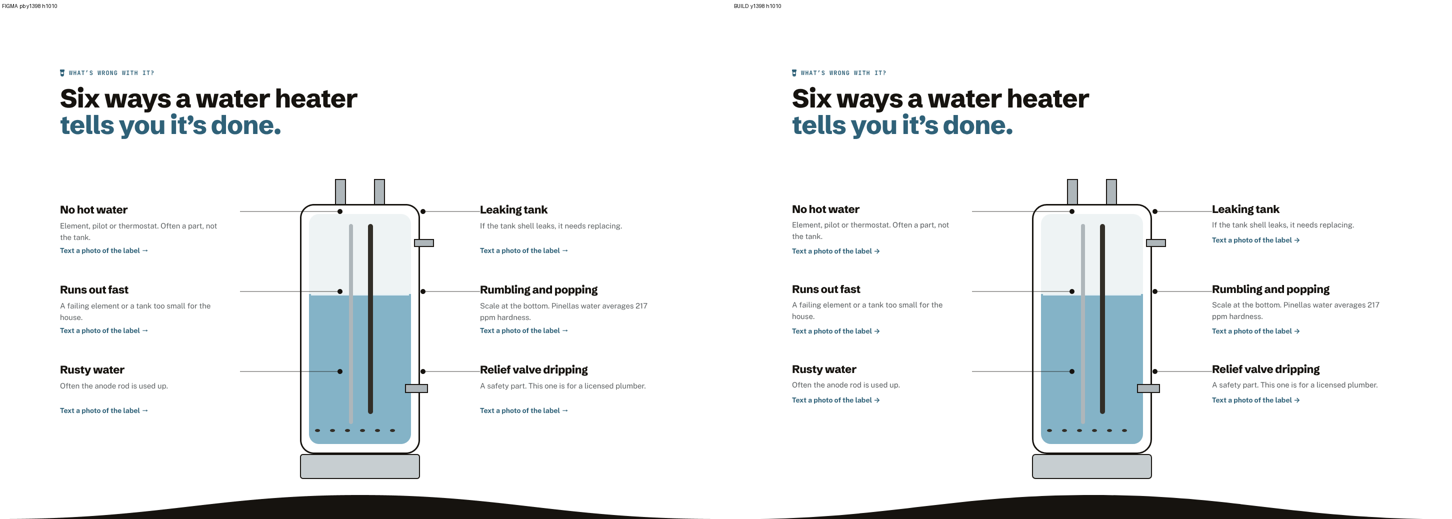 FIGMA pb y1398 h1010
WHAT'S WRONG WITH IT?
Six ways a water heater
tells you it's done.
No hot water
Element, pilot or thermostat. Often a part, not
the tank.
Text a photo of the label →
Runs out fast
A failing element or a tank too small for the
house.
Text a photo of the label →
Rusty water
Often the anode rod is used up.
Text a photo of the label →
Leaking tank
If the tank shell leaks, it needs replacing.
Text a photo of the label →
Rumbling and popping
Scale at the bottom. Pinellas water averages 217
ppm hardness.
Text a photo of the label →
Relief valve dripping
A safety part. This one is for a licensed plumber.
Text a photo of the label →
BUILD y1398 h1010
WHAT'S WRONG WITH IT?
Six ways a water heater
tells you it's done.
No hot water
Element, pilot or thermostat. Often a part, not
the tank.
Text a photo of the label →
Runs out fast
A failing element or a tank too small for the
house.
Text a photo of the label →
Rusty water
Often the anode rod is used up.
Text a photo of the label →
Leaking tank
If the tank shell leaks, it needs replacing.
Text a photo of the label →
Rumbling and popping
Scale at the bottom. Pinellas water averages 217
ppm hardness.
Text a photo of the label →
Relief valve dripping
A safety part. This one is for a licensed plumber.
Text a photo of the label →